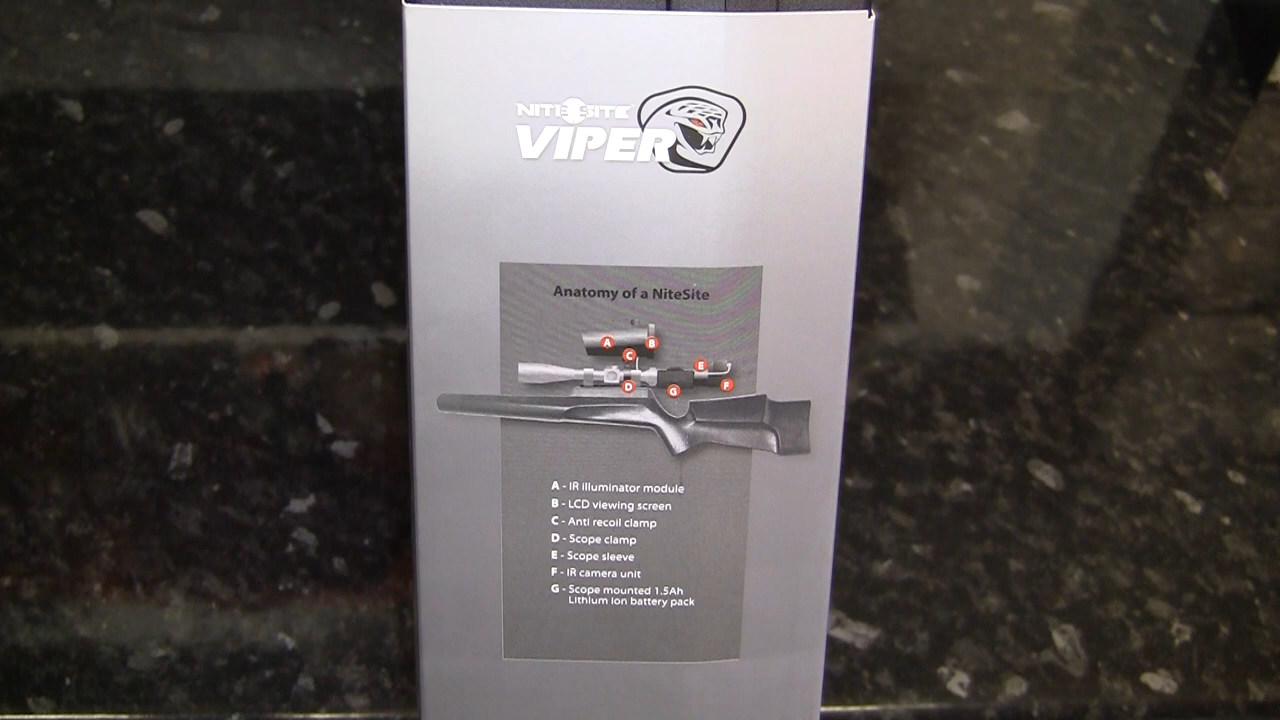 NITESITE
VIPER
Anatomy of a NiteSite
A B
C E
D G F
A - IR illuminator module
B - LCD viewing screen
C - Anti recoil clamp
D - Scope clamp
E - Scope sleeve
F - IR camera unit
G - Scope mounted 1.5Ah
Lithium Ion battery pack